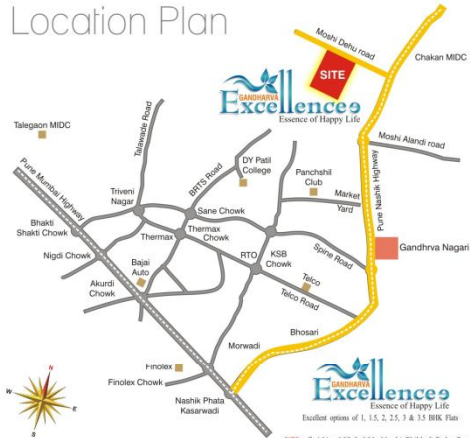 Location Plan
Moshi Dehu road
SITE
Chakan MIDC
GANDHARVA
Excellencee
Essence of Happy Life
Talegaon MIDC
Talawade Road
Moshi Alandi road
BRTS Road
DY Patil
College
Panchshil
Club
Market
Yard
Pune Nashik Highway
Pune Mumbai Highway
Triveni
Nagar
Sane Chowk
Bhakti
Shakti Chowk
Thermax
Thermax
Chowk
Gandhrva Nagari
Nigdi Chowk
Bajai
Auto
RTO
KSB
Chowk
Spine Road
Akurdi
Chowk
Telco
Telco Road
Bhosari
Morwadi
Finolex
Finolex Chowk
Nashik Phata
Kasarwadi
N
W
E
S
GANDHARVA
Excellencee
Essence of Happy Life
Excellent options of 1, 1.5, 2, 2.5, 3 & 3.5 BHK Flats